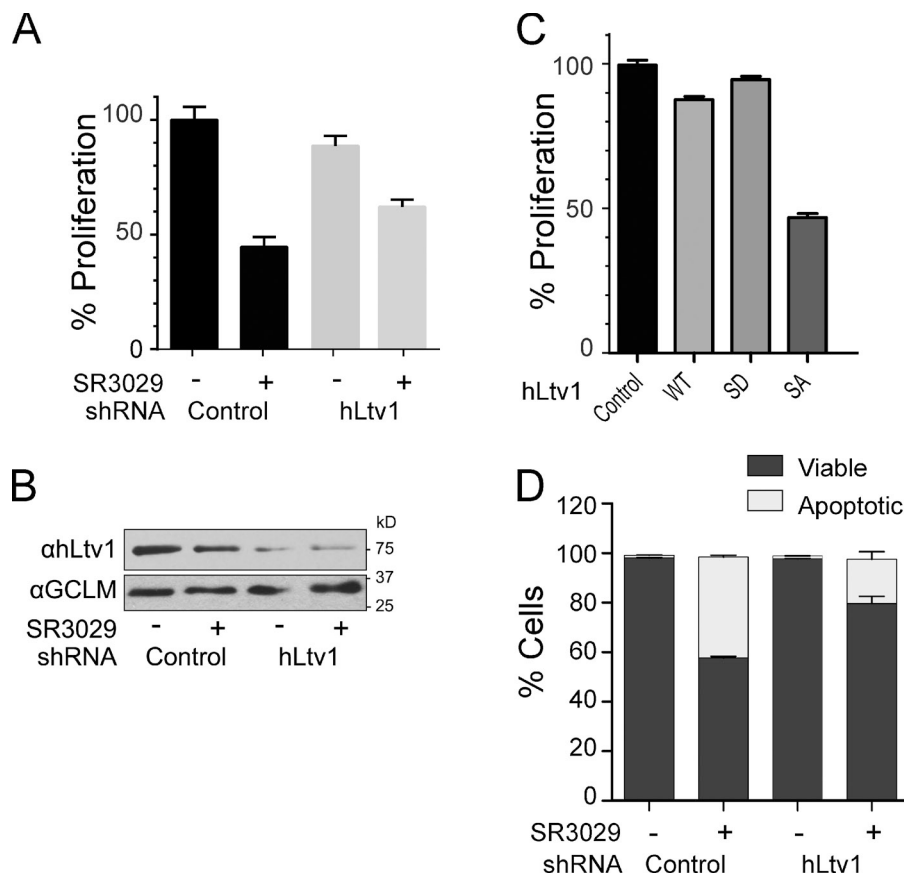 A
% Proliferation
100
50
0
SR3029 - + - +
shRNA Control hLtv1
B
kD
αhLtv1 - 75
αGCLM - 37
- 25
SR3029 - + - +
shRNA Control hLtv1
C
% Proliferation
100
50
0
hLtv1 Control WT SD SA
D
Viable
Apoptotic
% Cells
120
100
80
60
40
20
0
SR3029 - + - +
shRNA Control hLtv1